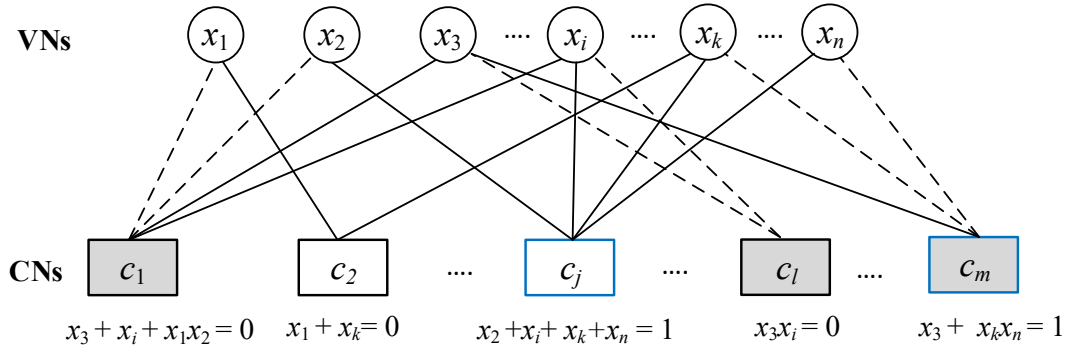 VNs x₁ x₂ x₃ .... xᵢ .... xₖ .... xₙ
CNs c₁ c₂ .... cⱼ .... cₗ .... cₘ
x₃ + xᵢ + x₁x₂ = 0 x₁ + xₖ = 0 x₂ + xᵢ + xₖ + xₙ = 1 x₃xᵢ = 0 x₃ + xₖxₙ = 1